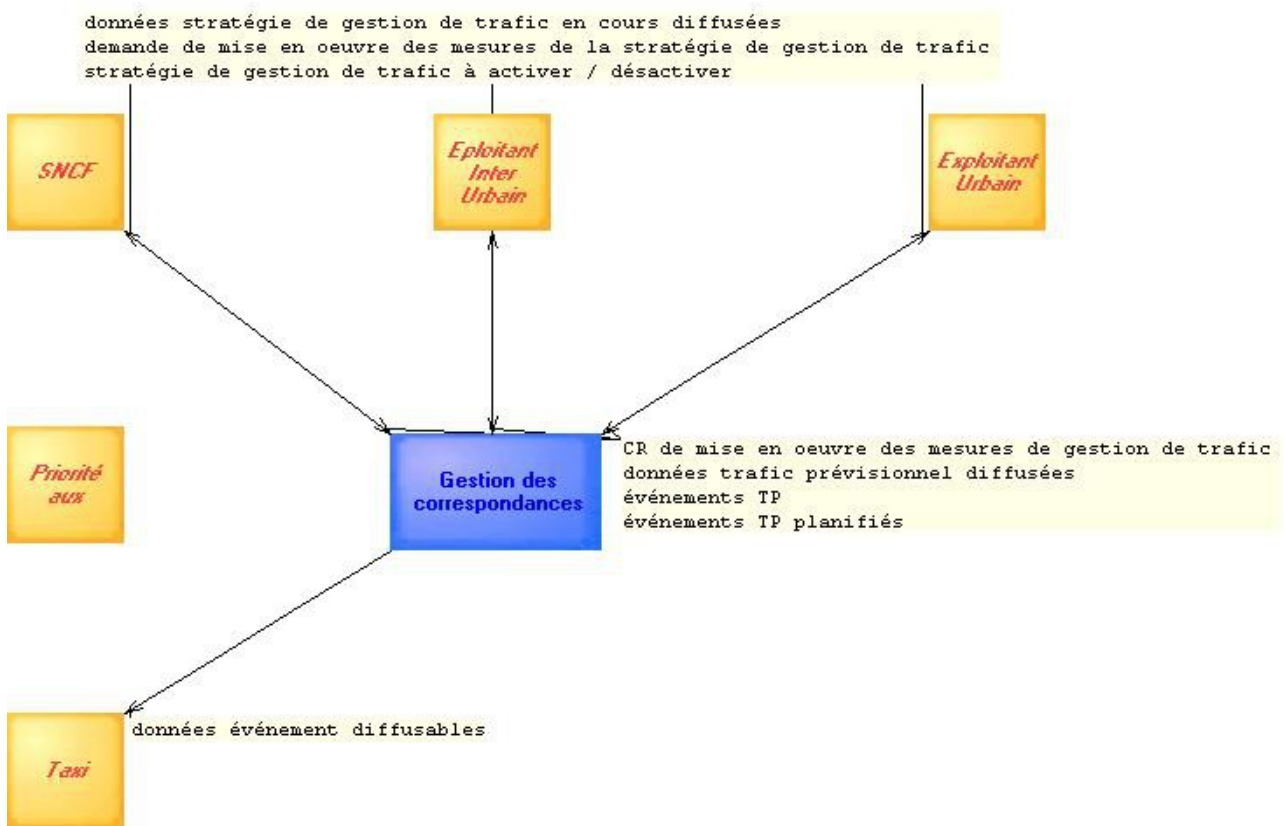 données stratégie de gestion de trafic en cours diffusées
demande de mise en oeuvre des mesures de la stratégie de gestion de trafic
stratégie de gestion de trafic à activer / désactiver
SNCF
Eploitant
Inter
Urbain
Exploitant
Urbain
Priorité
aux
Gestion des
correspondances
CR de mise en oeuvre des mesures de gestion de trafic
données trafic prévisionnel diffusées
événements TP
événements TP planifiés
données événement diffusables
Taxi